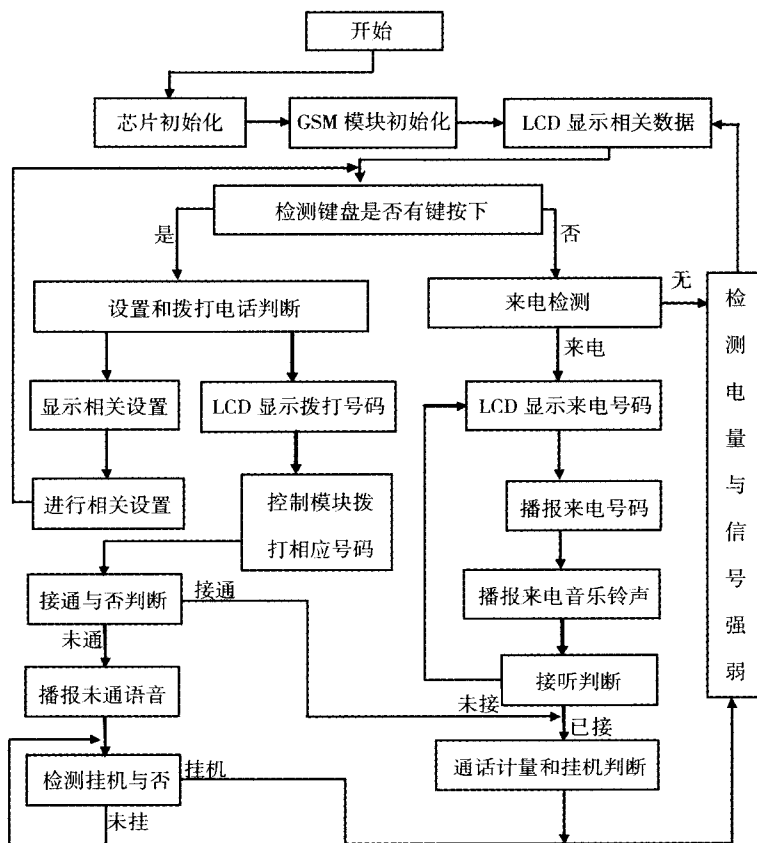 开始
芯片初始化
GSM 模块初始化
LCD 显示相关数据
检测键盘是否有键按下
是
否
设置和拨打电话判断
来电检测
无
来电
显示相关设置
LCD 显示拨打号码
LCD 显示来电号码
进行相关设置
控制模块拨
打相应号码
播报来电号码
接通与否判断
接通
播报来电音乐铃声
未通
播报未通语音
接听判断
未接
已接
检测挂机与否
挂机
通话计量和挂机判断
未挂
检
测
电
量
与
信
号
强
弱